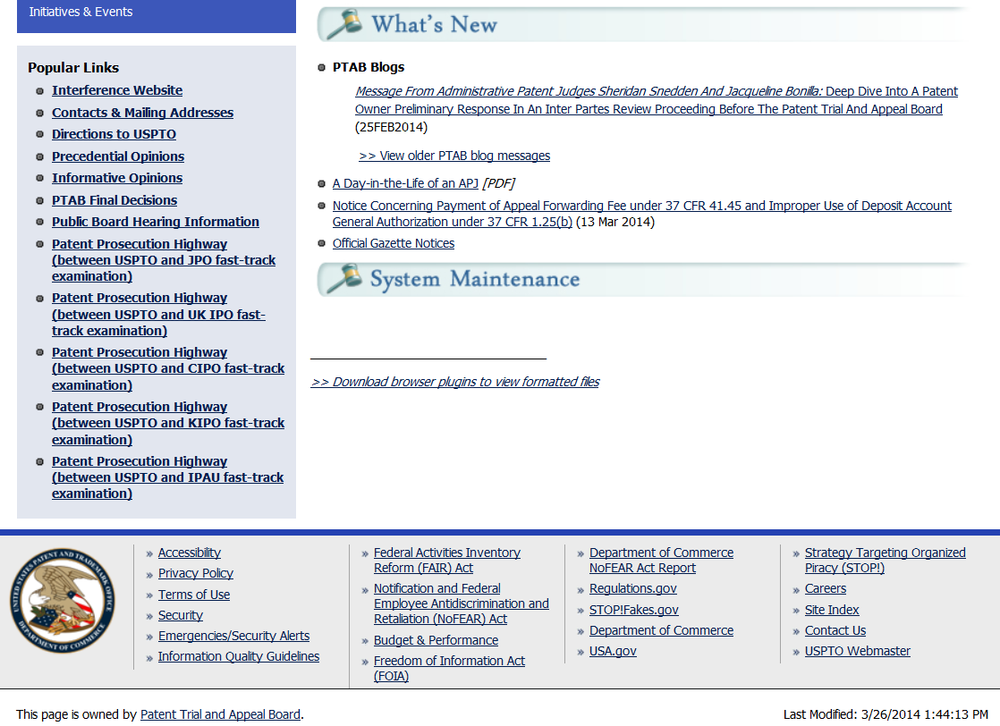 Initiatives & Events
Popular Links
Interference Website
Contacts & Mailing Addresses
Directions to USPTO
Precedential Opinions
Informative Opinions
PTAB Final Decisions
Public Board Hearing Information
Patent Prosecution Highway
(between USPTO and JPO fast-track
examination)
Patent Prosecution Highway
(between USPTO and UK IPO fast-
track examination)
Patent Prosecution Highway
(between USPTO and CIPO fast-track
examination)
Patent Prosecution Highway
(between USPTO and KIPO fast-track
examination)
Patent Prosecution Highway
(between USPTO and IPAU fast-track
examination)
What's New
PTAB Blogs
Message From Administrative Patent Judges Sheridan Snedden And Jacqueline Bonilla: Deep Dive Into A Patent
Owner Preliminary Response In An Inter Partes Review Proceeding Before The Patent Trial And Appeal Board
(25FEB2014)
>> View older PTAB blog messages
A Day-in-the-Life of an APJ [PDF]
Notice Concerning Payment of Appeal Forwarding Fee under 37 CFR 41.45 and Improper Use of Deposit Account
General Authorization under 37 CFR 1.25(b) (13 Mar 2014)
Official Gazette Notices
System Maintenance
>> Download browser plugins to view formatted files
UNITED STATES PATENT AND TRADEMARK OFFICE
DEPARTMENT OF COMMERCE
» Accessibility
» Privacy Policy
» Terms of Use
» Security
» Emergencies/Security Alerts
» Information Quality Guidelines
» Federal Activities Inventory
Reform (FAIR) Act
» Notification and Federal
Employee Antidiscrimination and
Retaliation (NoFEAR) Act
» Budget & Performance
» Freedom of Information Act
(FOIA)
» Department of Commerce
NoFEAR Act Report
» Regulations.gov
» STOP!Fakes.gov
» Department of Commerce
» USA.gov
» Strategy Targeting Organized
Piracy (STOP!)
» Careers
» Site Index
» Contact Us
» USPTO Webmaster
This page is owned by Patent Trial and Appeal Board.
Last Modified: 3/26/2014 1:44:13 PM